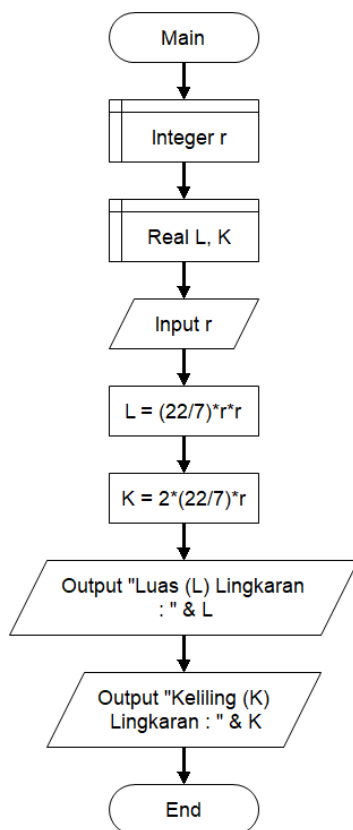 Main
Integer r
Real L, K
Input r
L = (22/7)*r*r
K = 2*(22/7)*r
Output "Luas (L) Lingkaran
: " & L
Output "Keliling (K)
Lingkaran : " & K
End